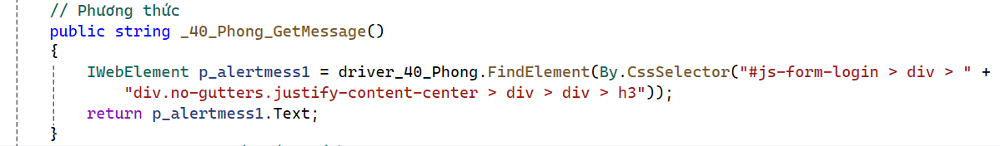 // Phương thức
public string _40_Phong_GetMessage()
{
IWebElement p_alertmess1 = driver_40_Phong.FindElement(By.CssSelector("#js-form-login > div > " +
"div.no-gutters.justify-content-center > div > div > h3"));
return p_alertmess1.Text;
}